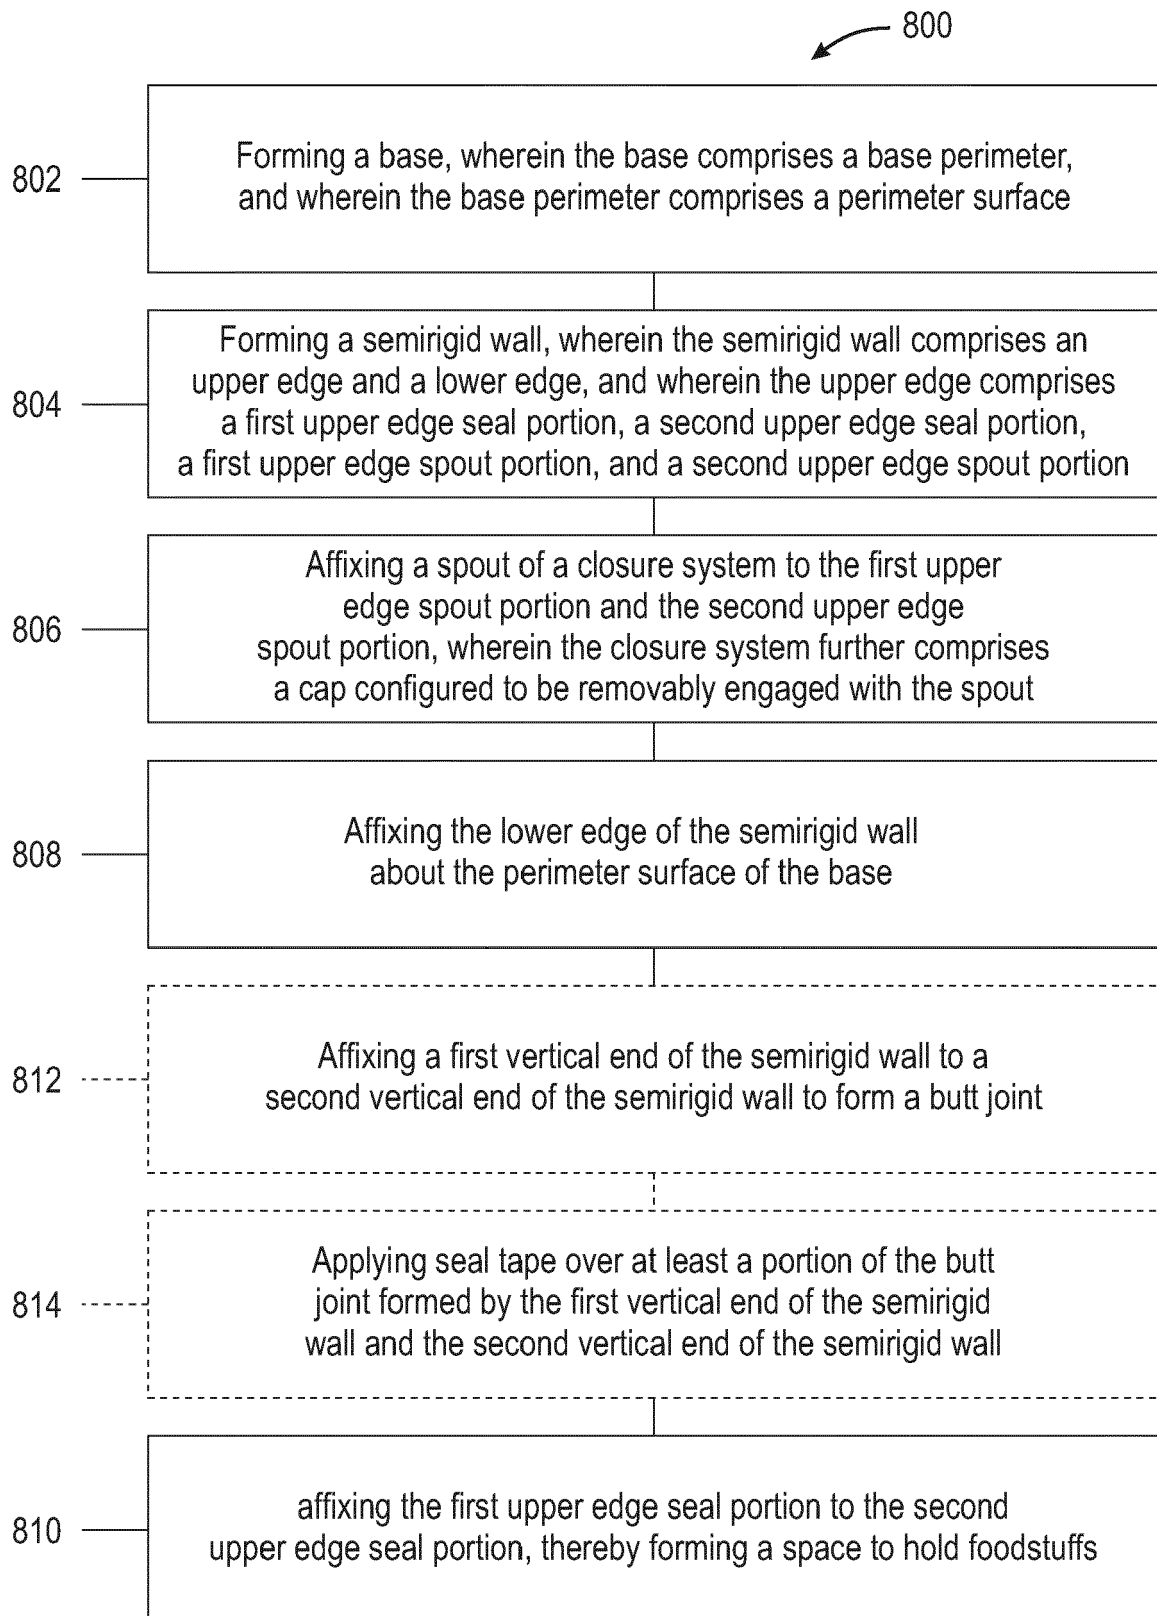 800
802
Forming a base, wherein the base comprises a base perimeter,
and wherein the base perimeter comprises a perimeter surface
804
Forming a semirigid wall, wherein the semirigid wall comprises an
upper edge and a lower edge, and wherein the upper edge comprises
a first upper edge seal portion, a second upper edge seal portion,
a first upper edge spout portion, and a second upper edge spout portion
806
Affixing a spout of a closure system to the first upper
edge spout portion and the second upper edge
spout portion, wherein the closure system further comprises
a cap configured to be removably engaged with the spout
808
Affixing the lower edge of the semirigid wall
about the perimeter surface of the base
812
Affixing a first vertical end of the semirigid wall to a
second vertical end of the semirigid wall to form a butt joint
814
Applying seal tape over at least a portion of the butt
joint formed by the first vertical end of the semirigid
wall and the second vertical end of the semirigid wall
810
affixing the first upper edge seal portion to the second
upper edge seal portion, thereby forming a space to hold foodstuffs